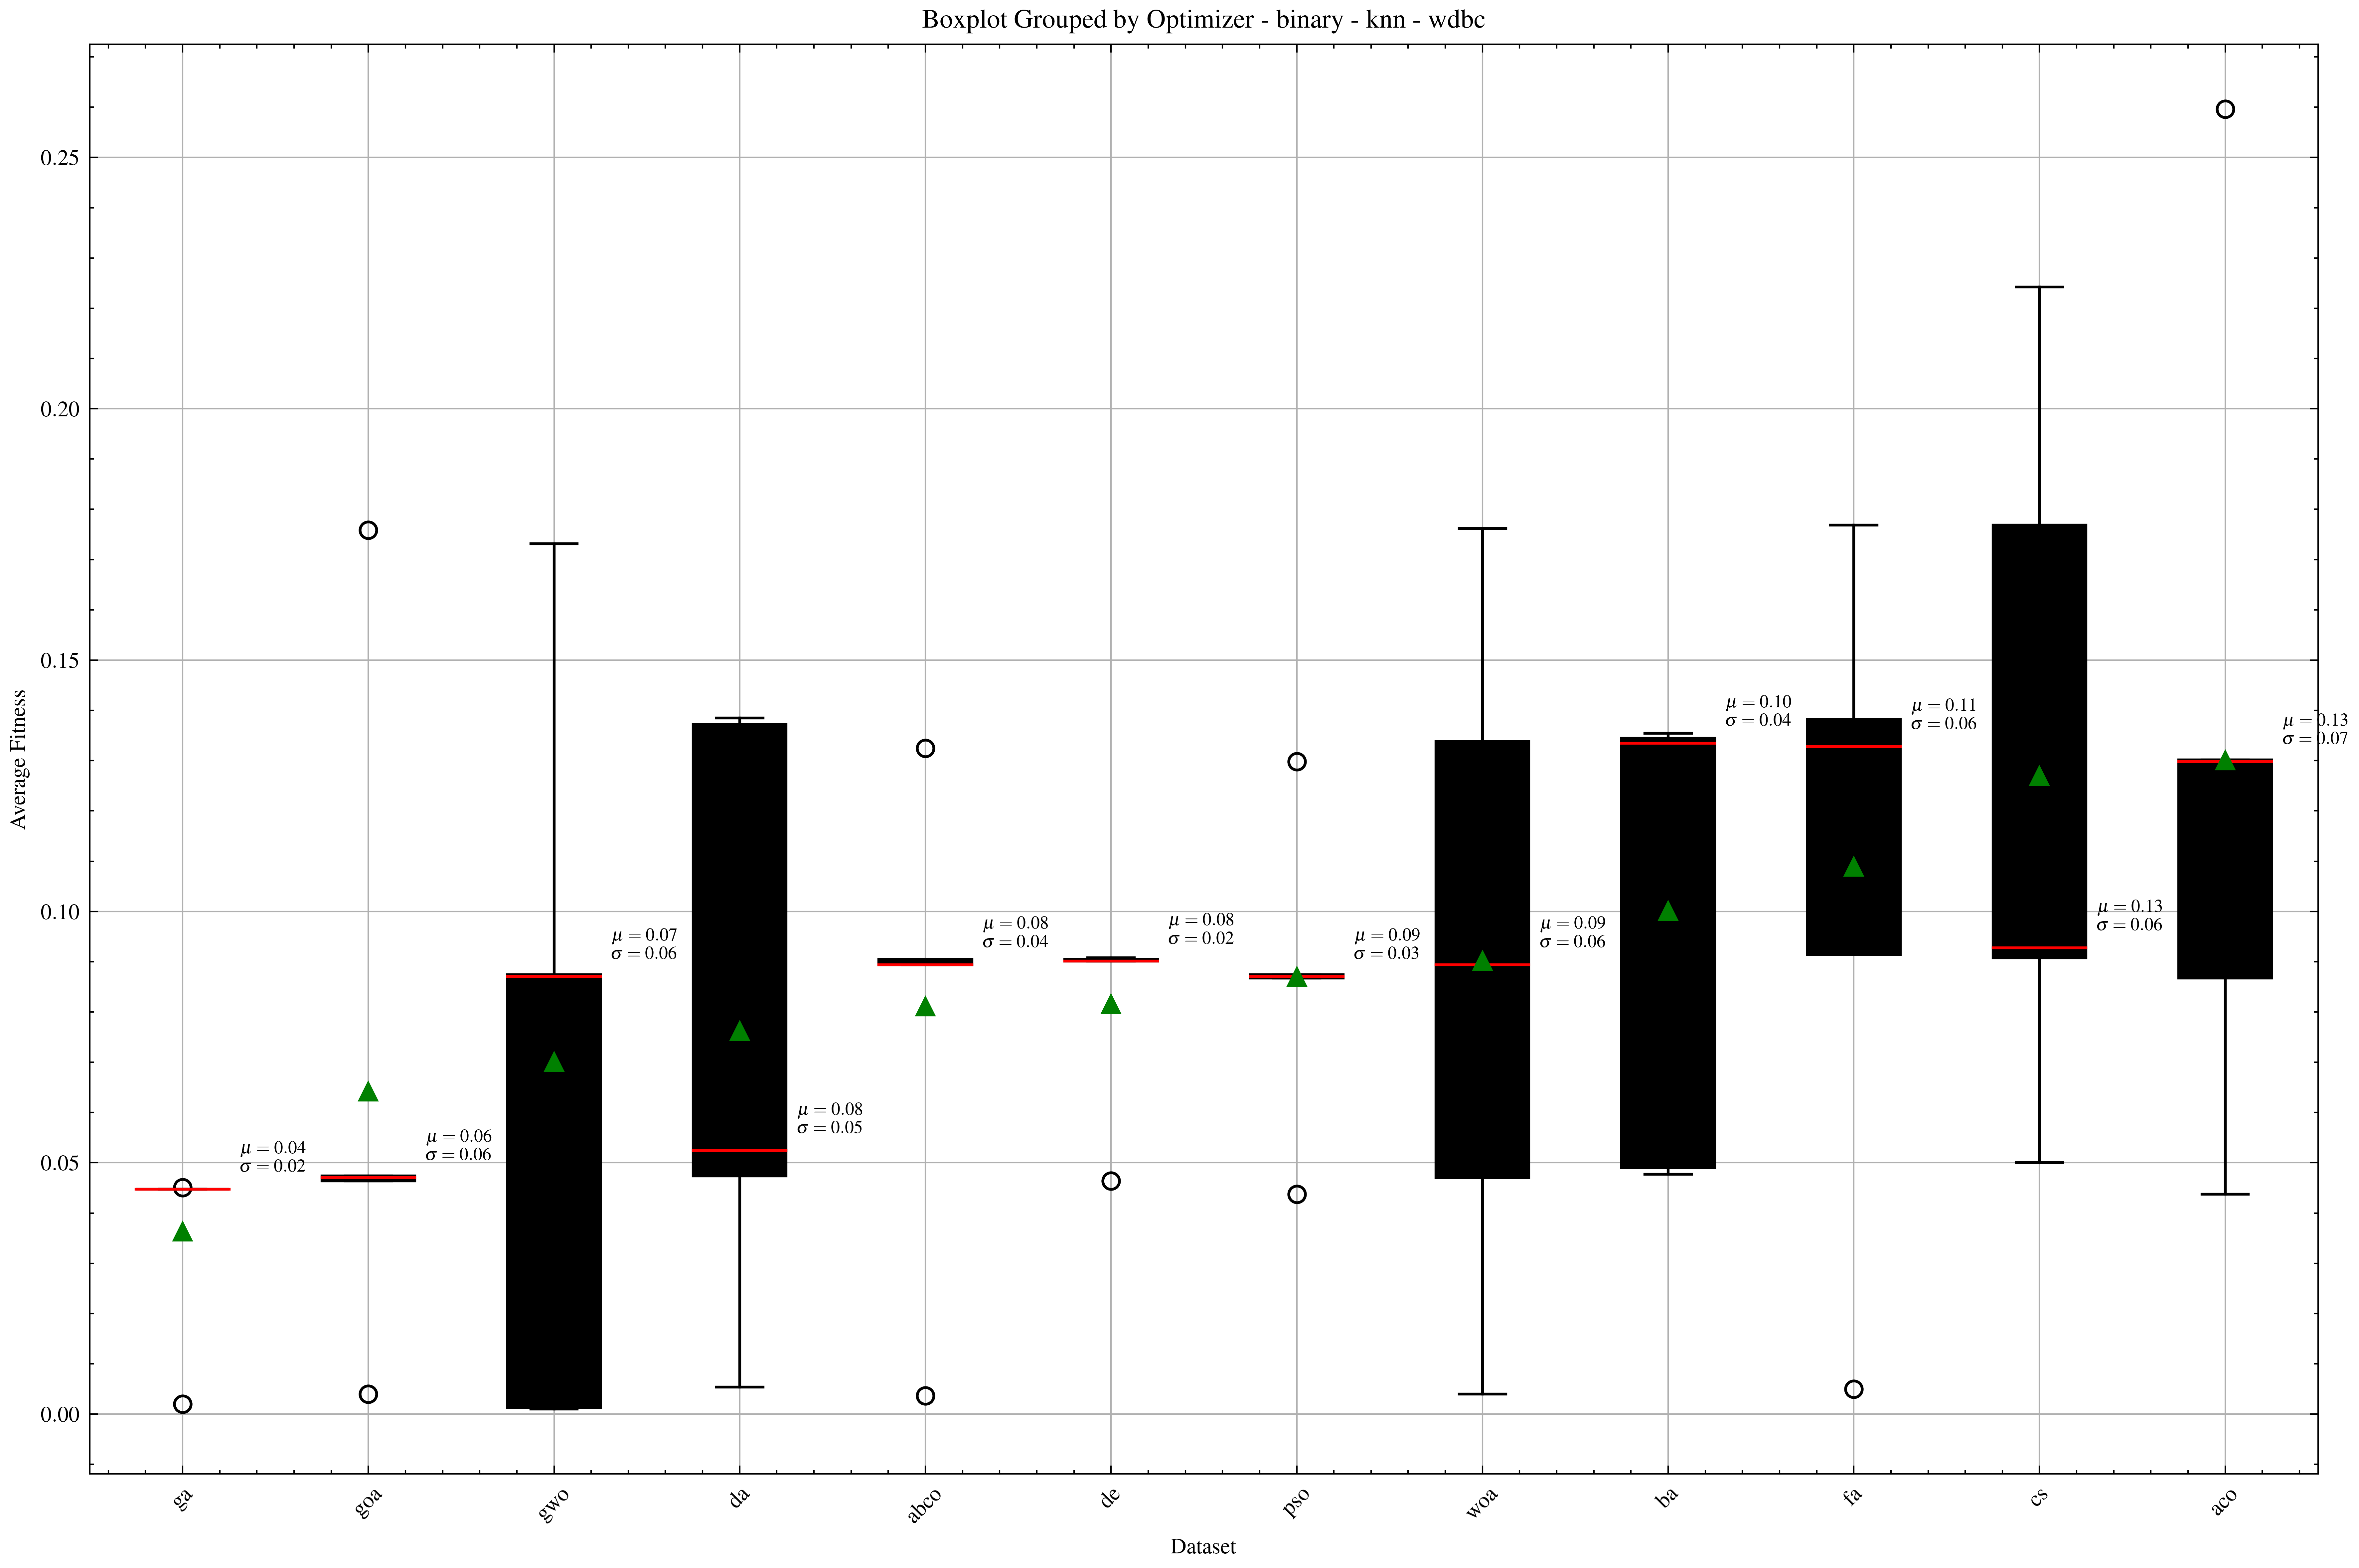 Boxplot Grouped by Optimizer - binary - knn - wdbc
Average Fitness
0.25
0.20
0.15
0.10
0.05
0.00
μ = 0.04
σ = 0.02
μ = 0.06
σ = 0.06
μ = 0.07
σ = 0.06
μ = 0.08
σ = 0.05
μ = 0.08
σ = 0.04
μ = 0.08
σ = 0.02
μ = 0.09
σ = 0.03
μ = 0.09
σ = 0.06
μ = 0.10
σ = 0.04
μ = 0.11
σ = 0.06
μ = 0.13
σ = 0.06
μ = 0.13
σ = 0.07
ga
goa
gwo
da
abco
de
pso
woa
ba
fa
cs
aco
Dataset